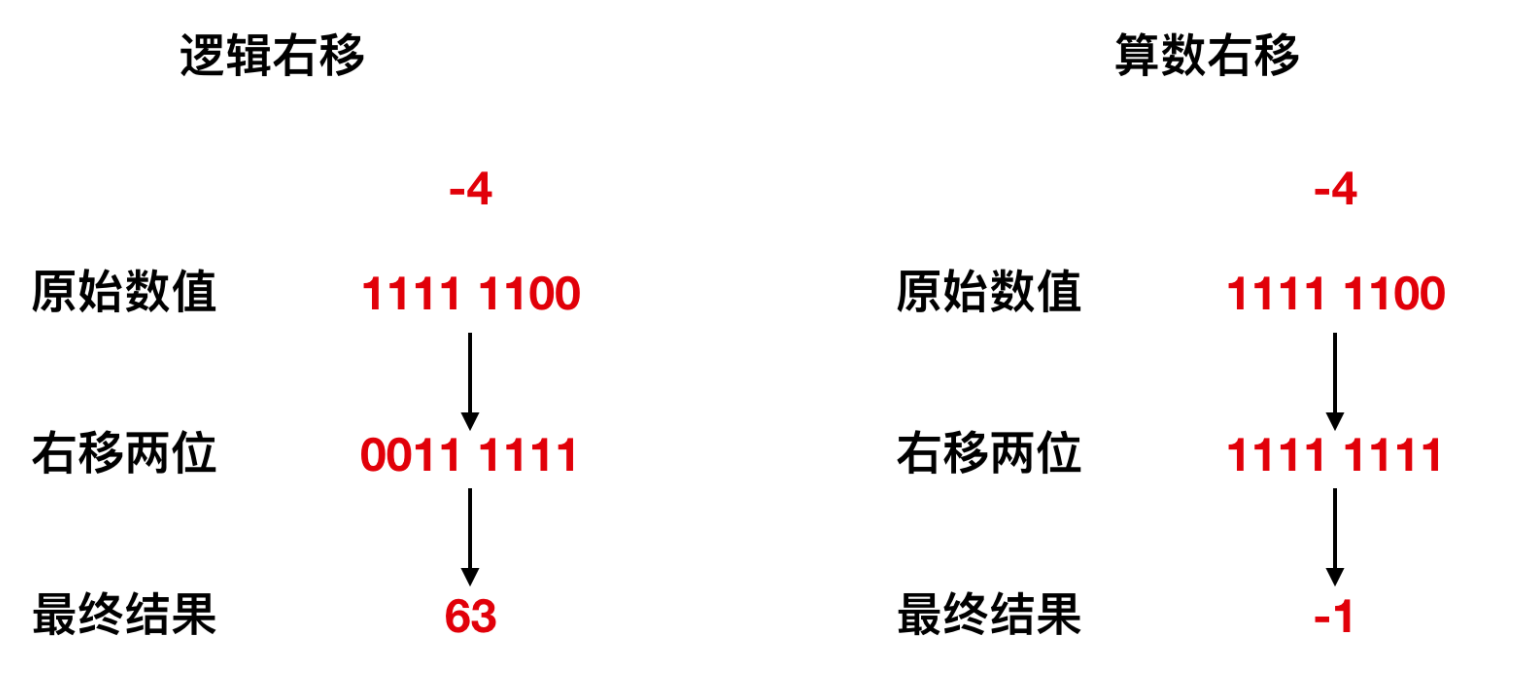 逻辑右移
-4
原始数值 1111 1100
右移两位 0011 1111
最终结果 63
算数右移
-4
原始数值 1111 1100
右移两位 1111 1111
最终结果 -1